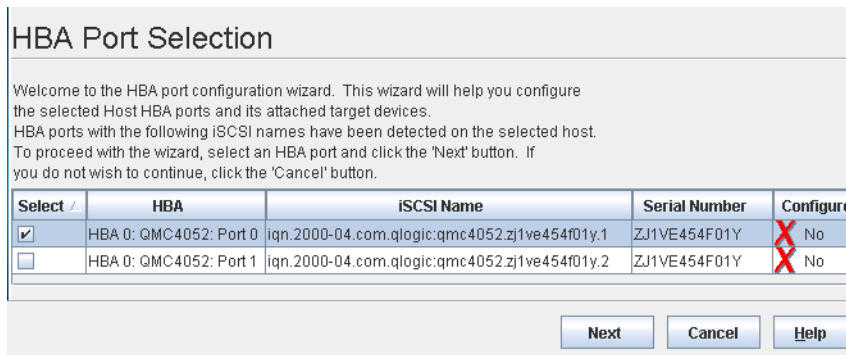 HBA Port Selection
Welcome to the HBA port configuration wizard. This wizard will help you configure
the selected Host HBA ports and its attached target devices.
HBA ports with the following iSCSI names have been detected on the selected host.
To proceed with the wizard, select an HBA port and click the 'Next' button. If
you do not wish to continue, click the 'Cancel' button.
Select HBA iSCSI Name Serial Number Configure
HBA 0: QMC4052: Port 0 iqn.2000-04.com.qlogic:qmc4052.zj1ve454f01y.1 ZJ1VE454F01Y No
HBA 0: QMC4052: Port 1 iqn.2000-04.com.qlogic:qmc4052.zj1ve454f01y.2 ZJ1VE454F01Y No
Next Cancel Help